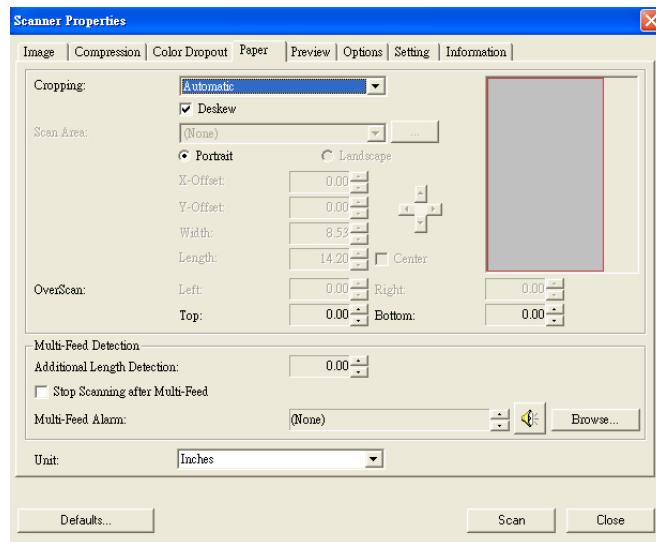 Scanner Properties
Image Compression Color Dropout Paper Preview Options Setting Information
Cropping: Automatic
Deskew
Scan Area: (None) ...
Portrait Landscape
X-Offset: 0.00
Y-Offset: 0.00
Width: 8.53
Length: 14.20 Center
OverScan: Left: 0.00 Right: 0.00
Top: 0.00 Bottom: 0.00
Multi-Feed Detection
Additional Length Detection: 0.00
Stop Scanning after Multi-Feed
Multi-Feed Alarm: (None) Browse...
Unit: Inches
Defaults... Scan Close